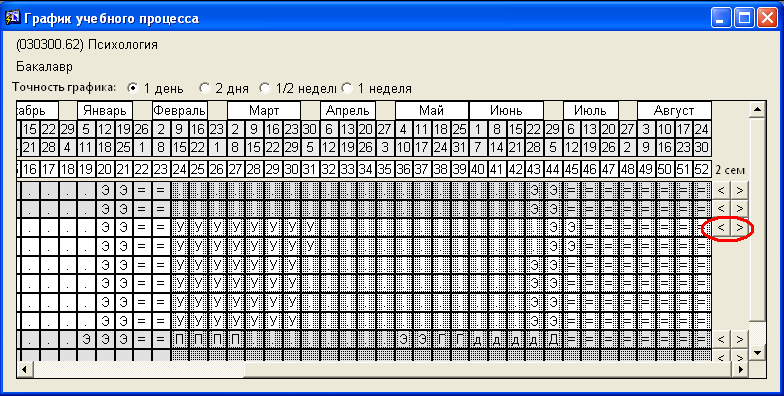 График учебного процесса
(030300.62) Психология
Бакалавр
Точность графика: 1 день 2 дня 1/2 недели 1 неделя
кабрь Январь Февраль Март Апрель Май Июнь Июль Август
15 22 29 5 12 19 26 2 9 16 23 2 9 16 23 30 6 13 20 27 4 11 18 25 1 8 15 22 29 6 13 20 27 3 10 17 24
21 28 4 11 18 25 1 8 15 22 1 8 15 22 29 5 12 19 26 3 10 17 24 31 7 14 21 28 5 12 19 26 2 9 16 23 30
16 17 18 19 20 21 22 23 24 25 26 27 28 29 30 31 32 33 34 35 36 37 38 39 40 41 42 43 44 45 46 47 48 49 50 51 52 2 сем
. . . . Э Э = = Э Э = = = = = = = = < >
. . . . Э Э = = Э Э = = = = = = = = < >
. . . . Э Э = = У У У У У У У У Э Э = = = = = = = < >
. . . . Э Э = = У У У У У У У У Э Э = = = = = = =
. . . . Э Э = = У У У У У У У Э Э = = = = = = = =
. . . . Э Э = = У У У У У У У Э Э = = = = = = = =
. . . . Э Э = = У У У У У У У Э Э = = = = = = = =
. . . . Э Э = = У У У У У У У Э Э = = = = = = = =
. . . Э Э Э = = П П П П Э Э Г Г д д д д Д = = = = = = = = < >
< >